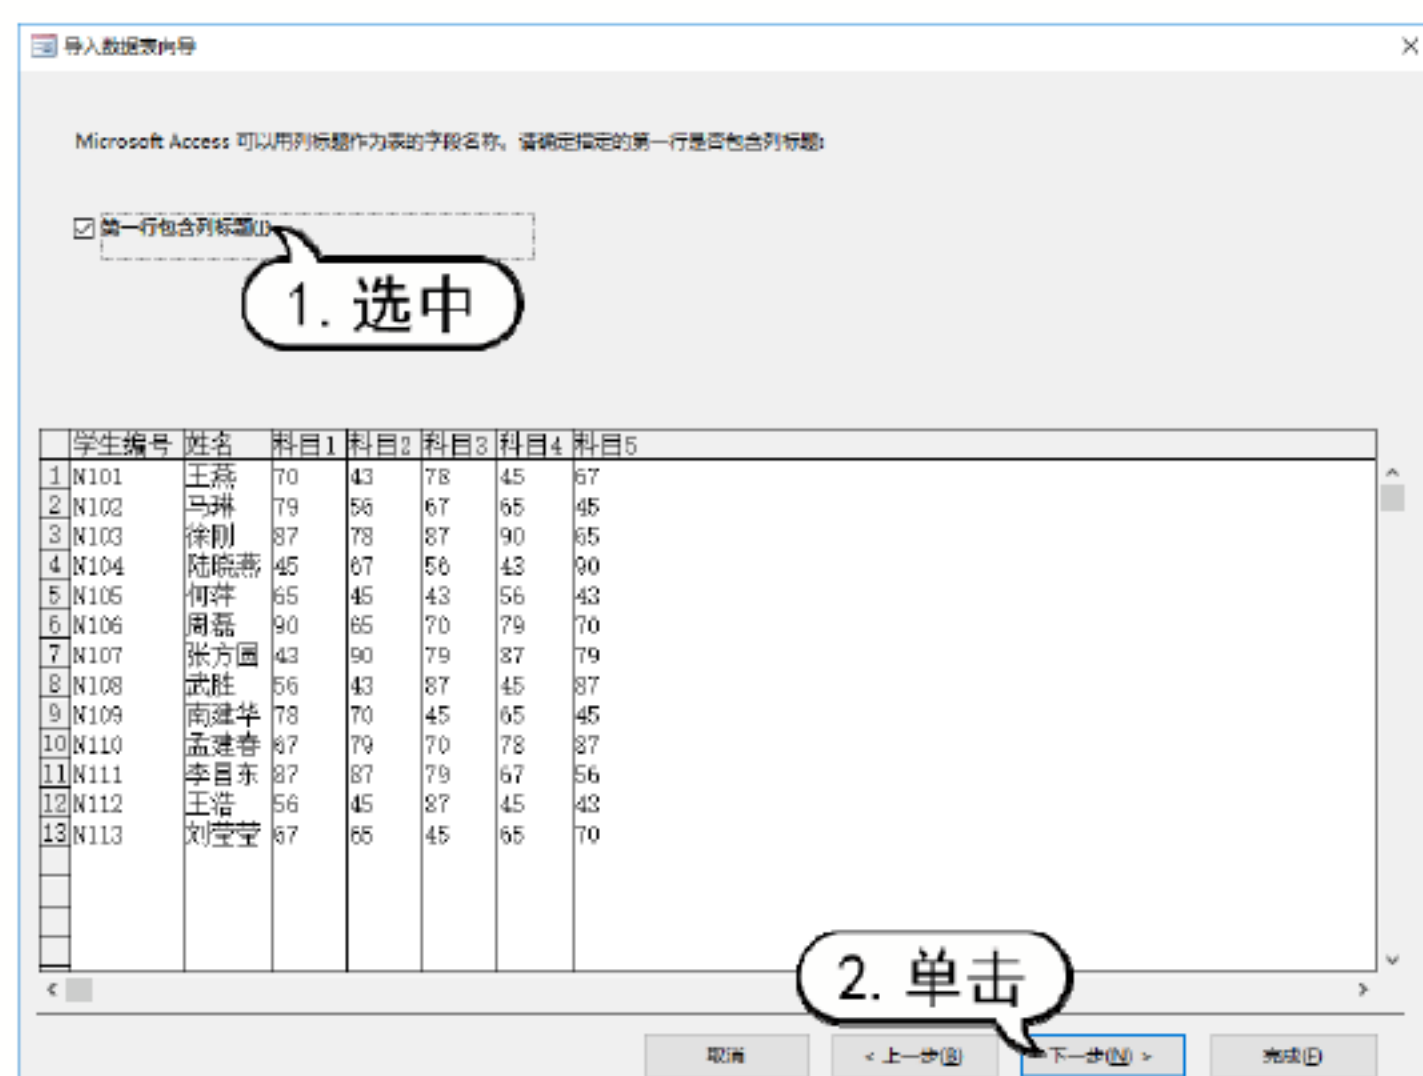 导入数据表向导
Microsoft Access 可以用列标题作为表的字段名称。请确定指定的第一行是否包含列标题:
第一行包含列标题(I)
1. 选中
学生编号 姓名 科目1 科目2 科目3 科目4 科目5
1 N101 王燕 70 43 78 45 67
2 N102 马琳 79 56 67 65 45
3 N103 徐刚 87 78 87 90 65
4 N104 陆晓燕 45 67 56 43 90
5 N105 何萍 65 45 43 56 43
6 N106 周磊 90 65 70 79 70
7 N107 张方圆 43 90 79 87 79
8 N108 武胜 56 43 87 45 87
9 N109 南建华 78 70 45 65 45
10 N110 孟建春 67 79 70 78 87
11 N111 李昌东 87 87 79 67 56
12 N112 王浩 56 45 87 45 43
13 N113 刘莹莹 67 65 45 65 70
2. 单击
取消 < 上一步(B) 下一步(N) > 完成(F)